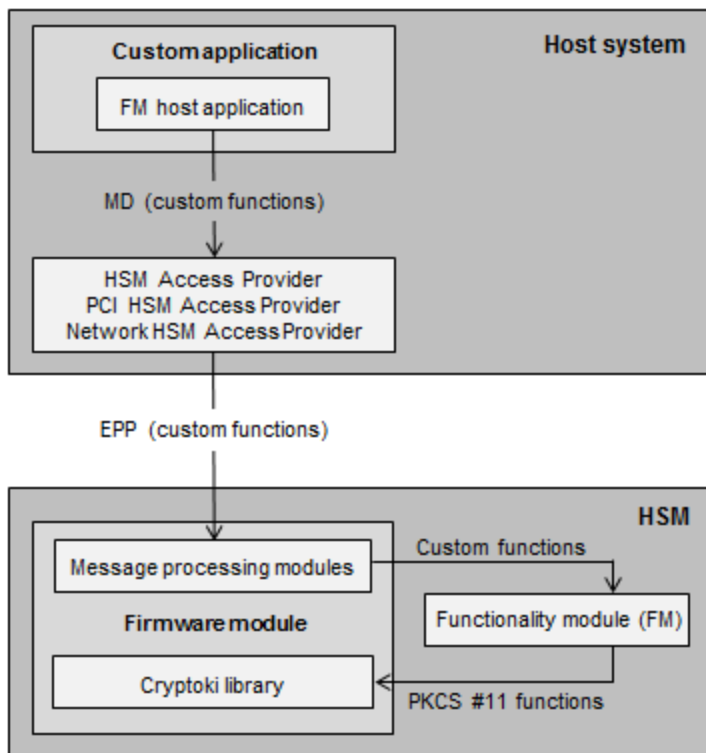 Custom application
Host system
FM host application
MD (custom functions)
HSM Access Provider
PCI HSM Access Provider
Network HSM Access Provider
EPP (custom functions)
HSM
Custom functions
Message processing modules
Functionality module (FM)
Firmware module
Cryptoki library
PKCS #11 functions